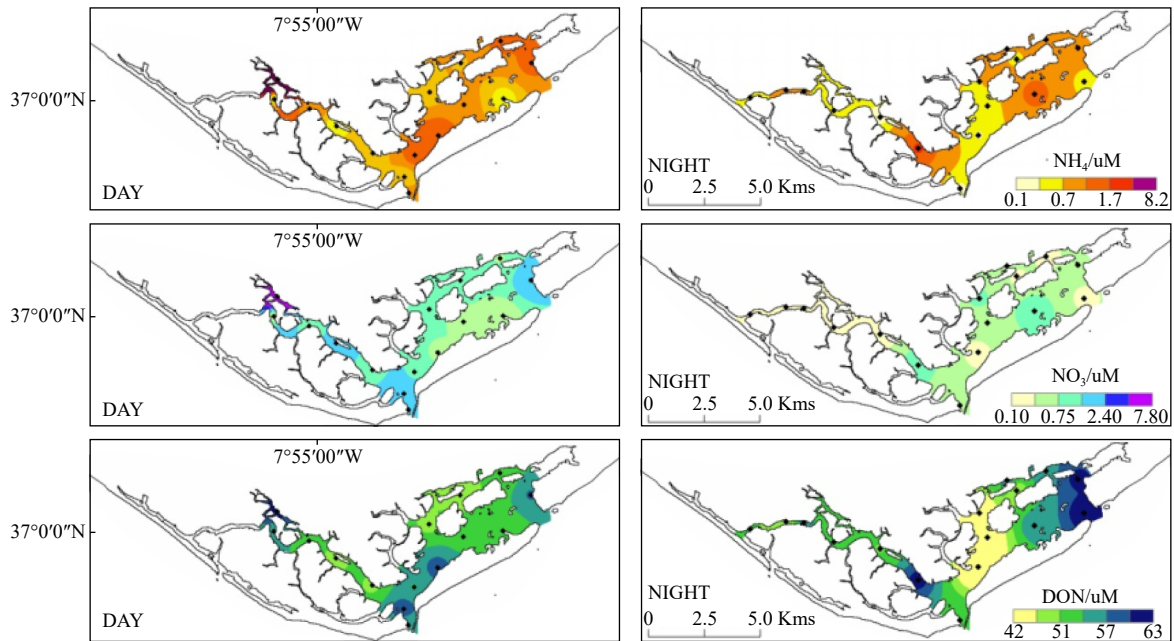 7°55′00″W
37°0′00″N
DAY
NIGHT
0 2.5 5.0 Kms
NH₄/uM
0.1 0.7 1.7 8.2
7°55′00″W
37°0′00″N
DAY
NIGHT
0 2.5 5.0 Kms
NO₃/uM
0.10 0.75 2.40 7.80
7°55′00″W
37°0′00″N
DAY
NIGHT
0 2.5 5.0 Kms
DON/uM
42 51 57 63